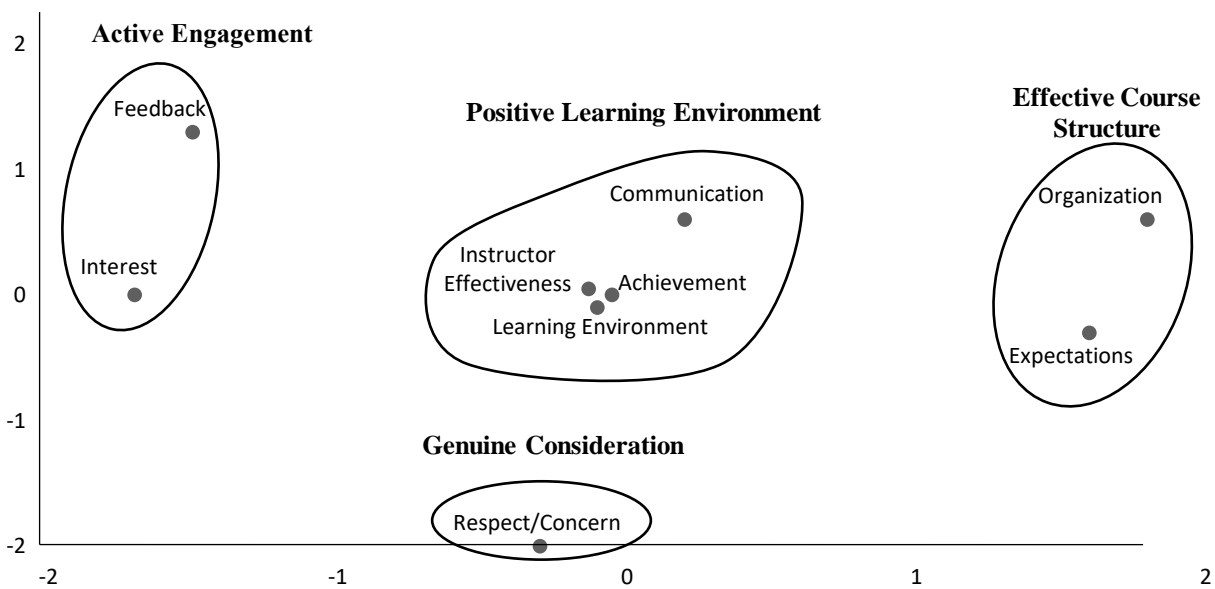 2
Active Engagement
Feedback
Positive Learning Environment
Effective Course
Structure
1
Communication
Organization
Interest
Instructor
Effectiveness
Achievement
0
Learning Environment
Expectations
-1
Genuine Consideration
Respect/Concern
-2
-2
-1
0
1
2